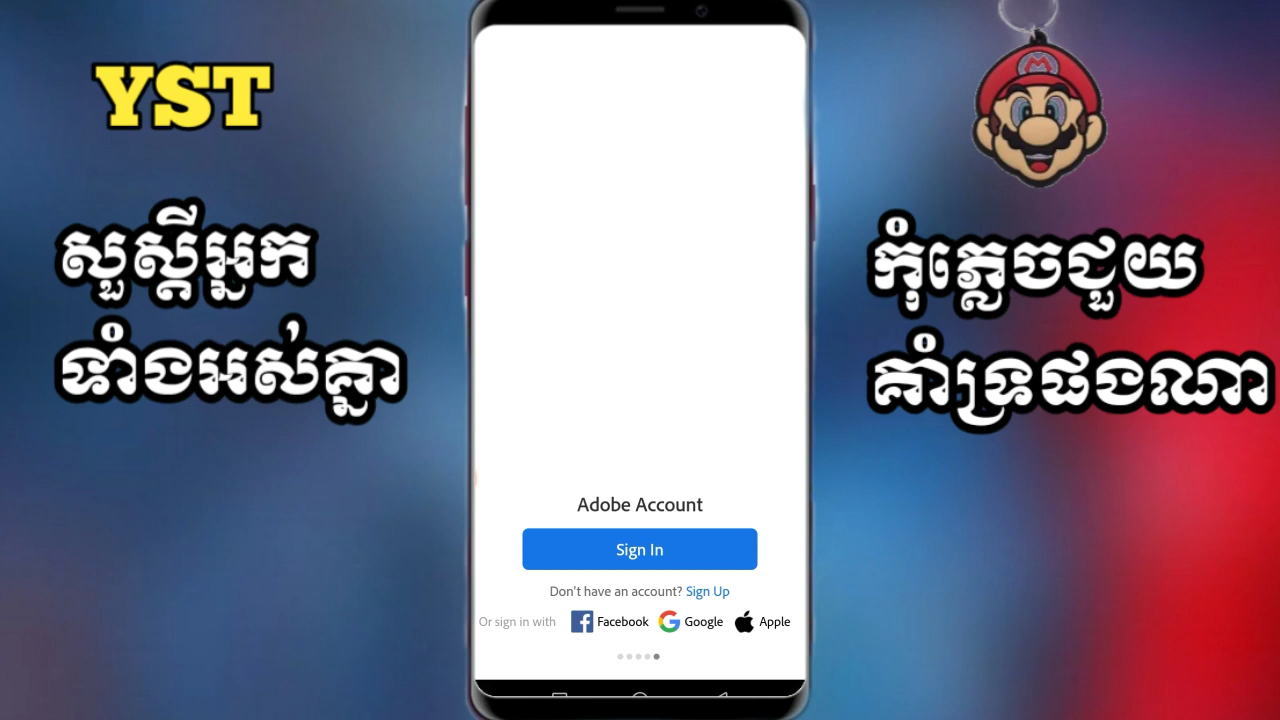 YST
សួស្តីអ្នក
ទាំងអស់គ្នា
M
កុំភ្លេចជួយ
គាំទ្រផងណា
Adobe Account
Sign In
Don't have an account? Sign Up
Or sign in with Facebook Google Apple